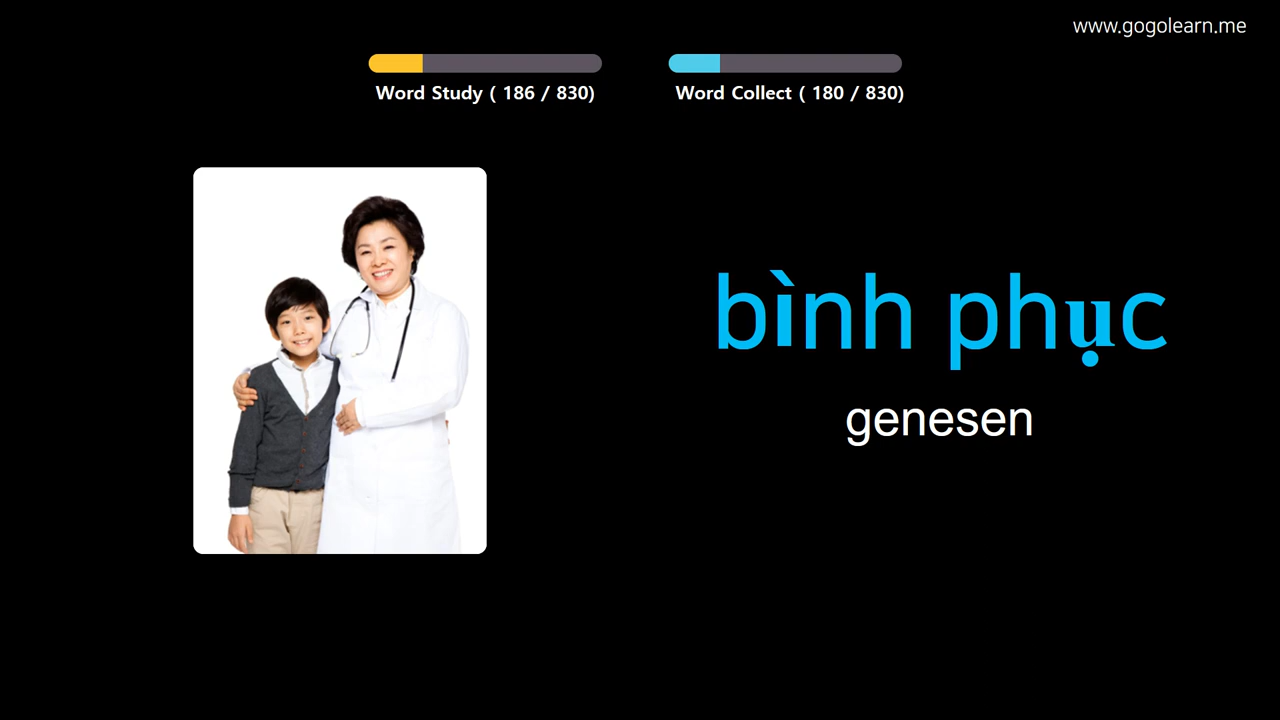 www.gogolearn.me
Word Study ( 186 / 830)
Word Collect ( 180 / 830)
bình phục
genesen